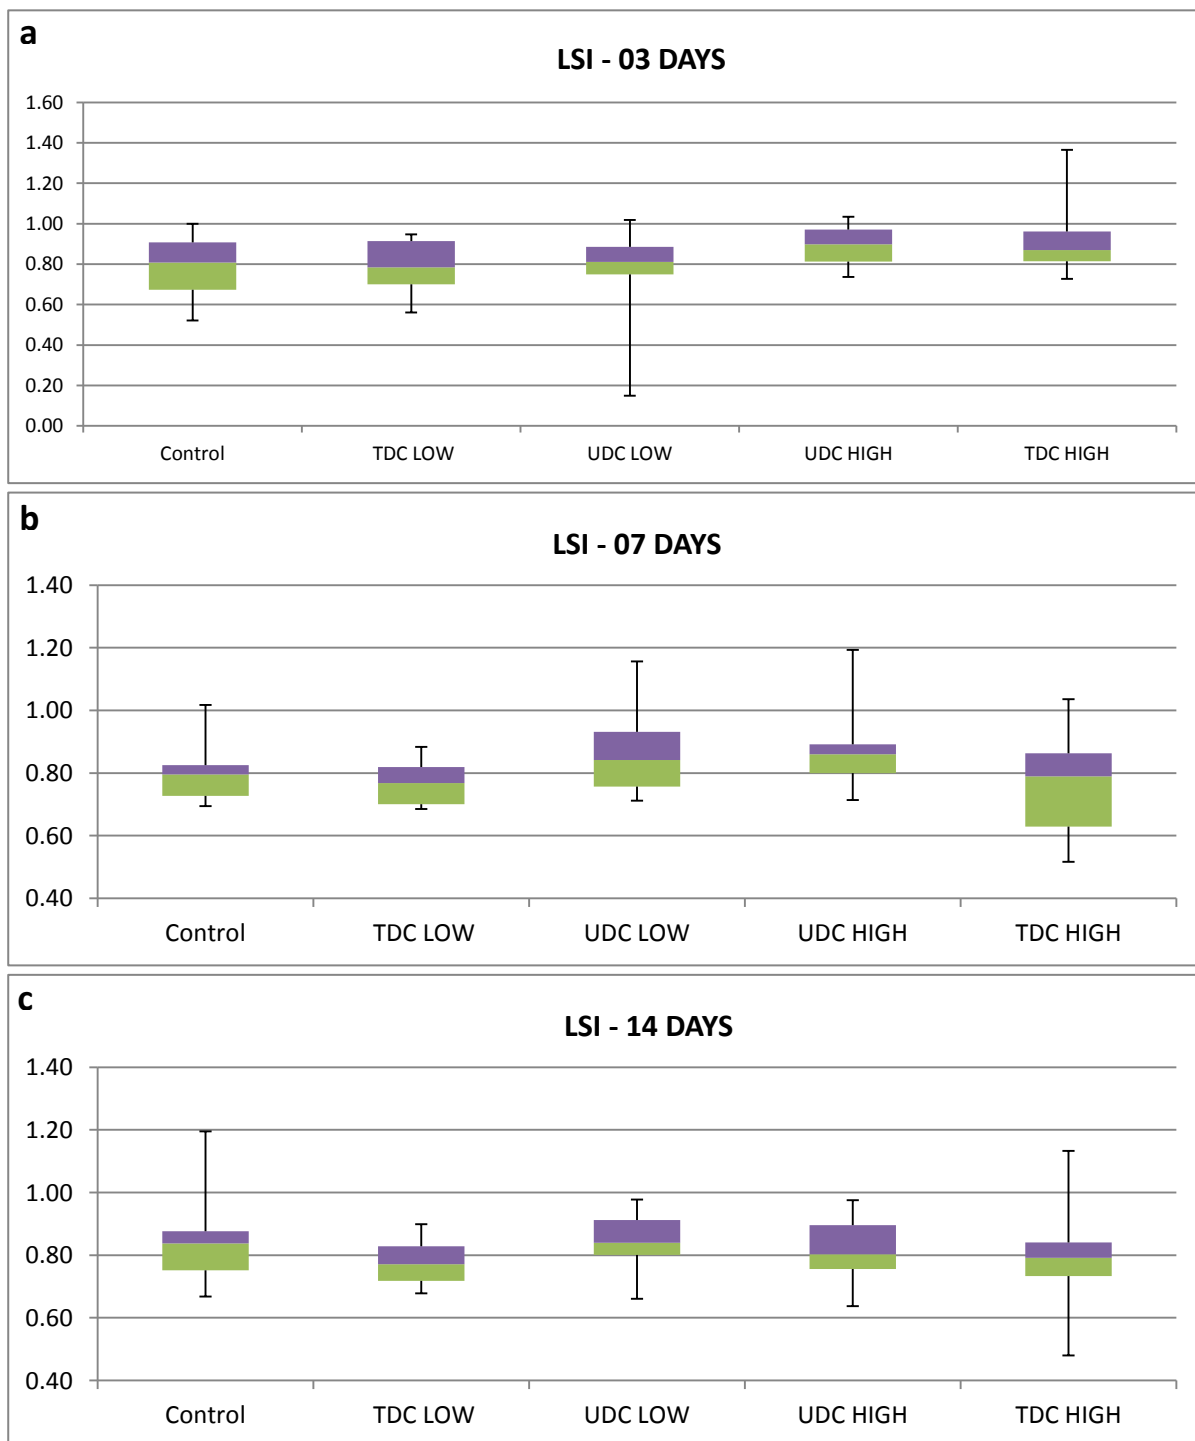 a
LSI - 03 DAYS
1.60
1.40
1.20
1.00
0.80
0.60
0.40
0.20
0.00
Control TDC LOW UDC LOW UDC HIGH TDC HIGH
b
LSI - 07 DAYS
1.40
1.20
1.00
0.80
0.60
0.40
Control TDC LOW UDC LOW UDC HIGH TDC HIGH
c
LSI - 14 DAYS
1.40
1.20
1.00
0.80
0.60
0.40
Control TDC LOW UDC LOW UDC HIGH TDC HIGH